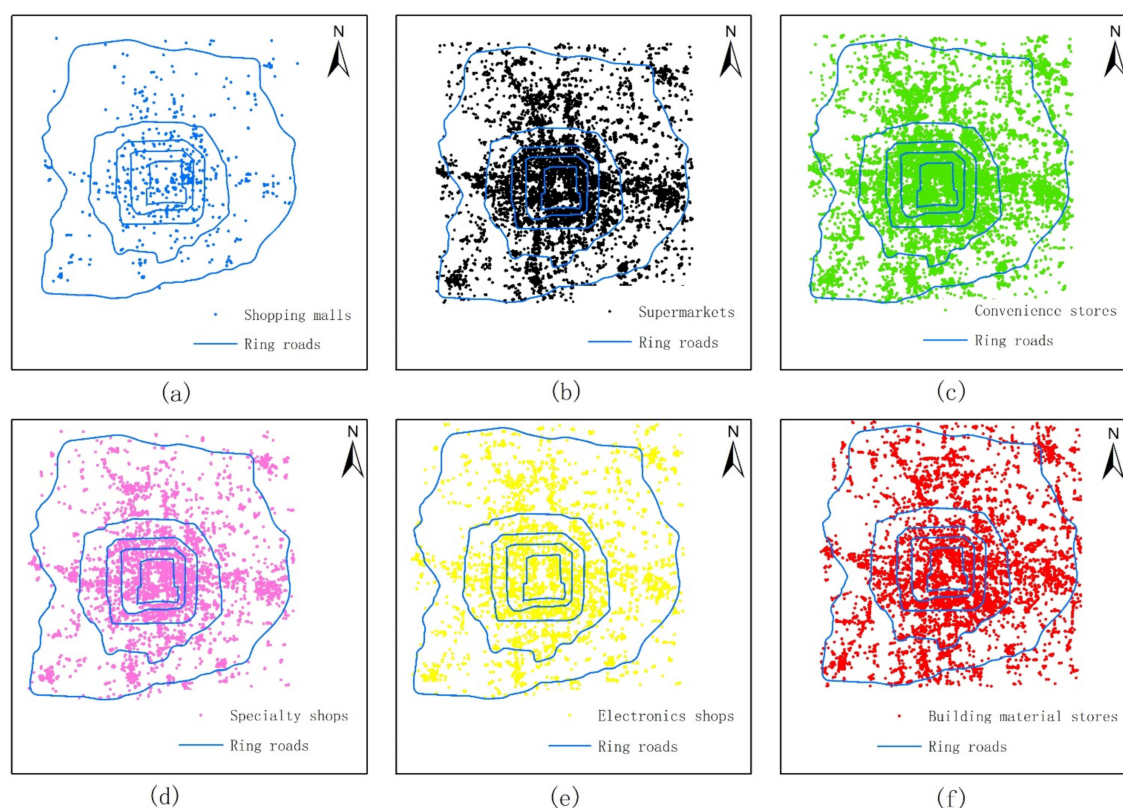 N
N
N
Shopping malls
Ring roads
Supermarkets
Ring roads
Convenience stores
Ring roads
(a)
(b)
(c)
N
N
N
Specialty shops
Ring roads
Electronics shops
Ring roads
Building material stores
Ring roads
(d)
(e)
(f)